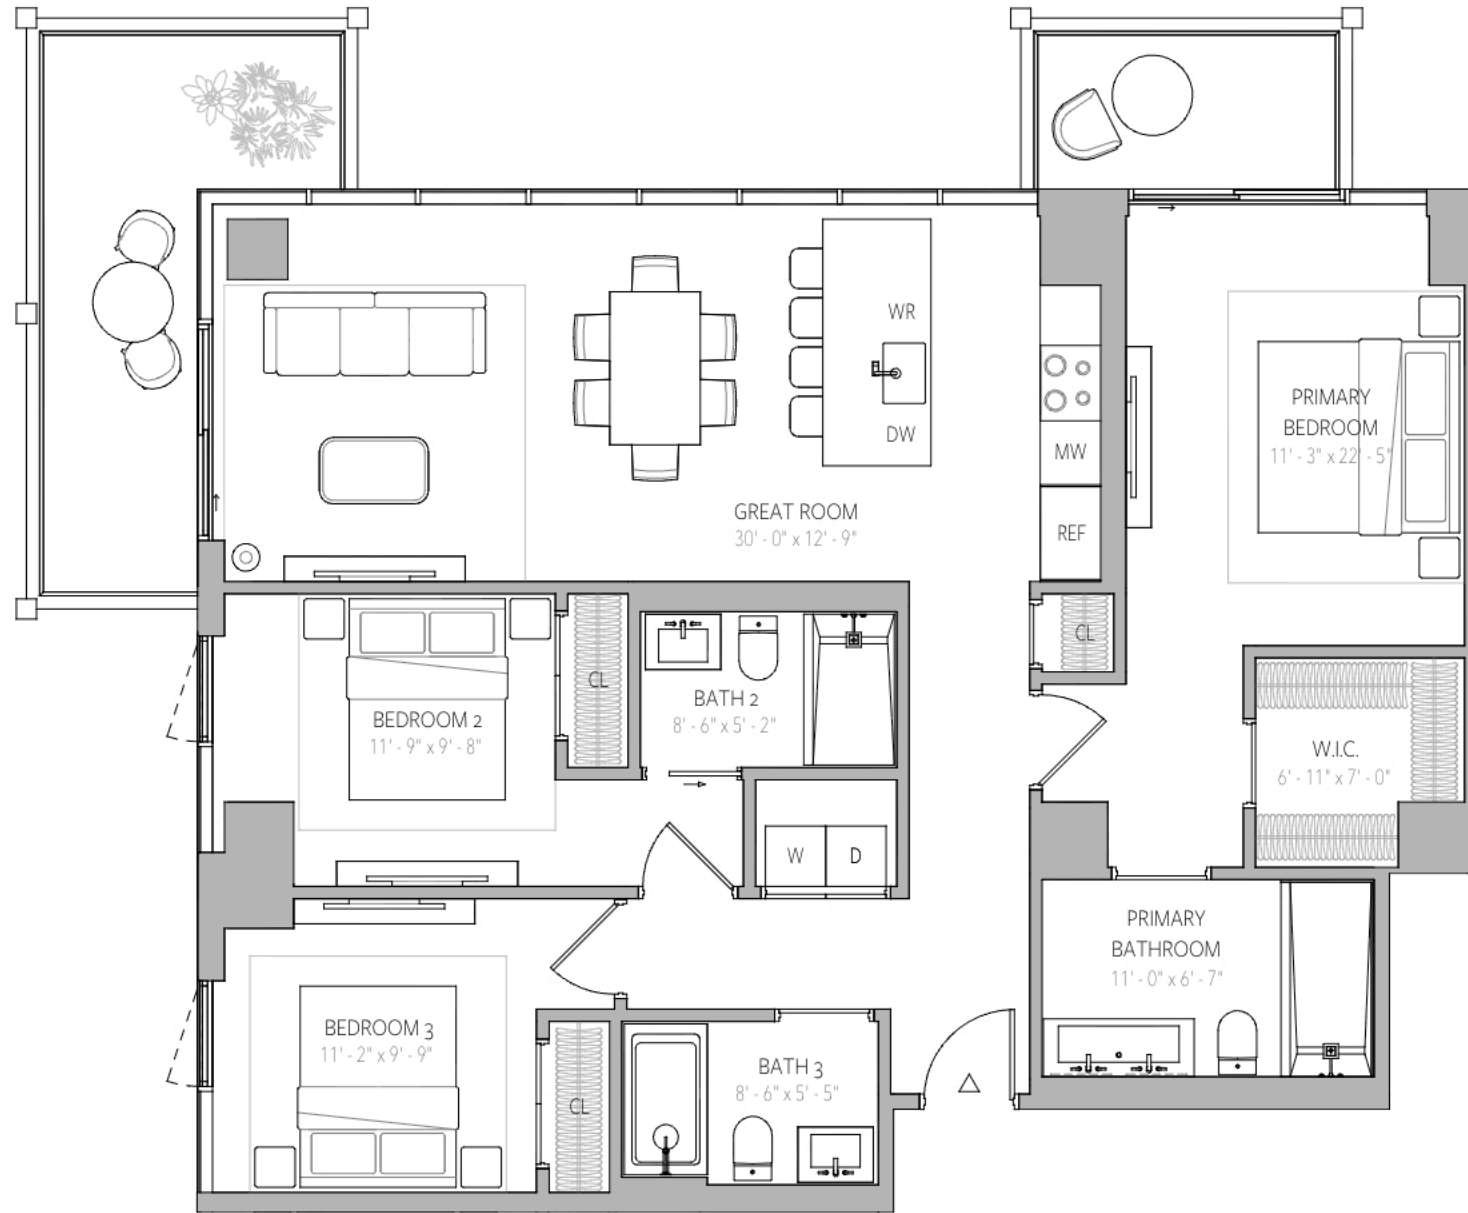 WR
DW
MW
REF
GREAT ROOM
30' - 0" x 12' - 9"
PRIMARY
BEDROOM
11' - 3" x 22' - 5"
CL
BEDROOM 2
11' - 9" x 9' - 8"
CL
BATH 2
8' - 6" x 5' - 2"
W.I.C.
6' - 11" x 7' - 0"
W
D
PRIMARY
BATHROOM
11' - 0" x 6' - 7"
BEDROOM 3
11' - 2" x 9' - 9"
CL
BATH 3
8' - 6" x 5' - 5"